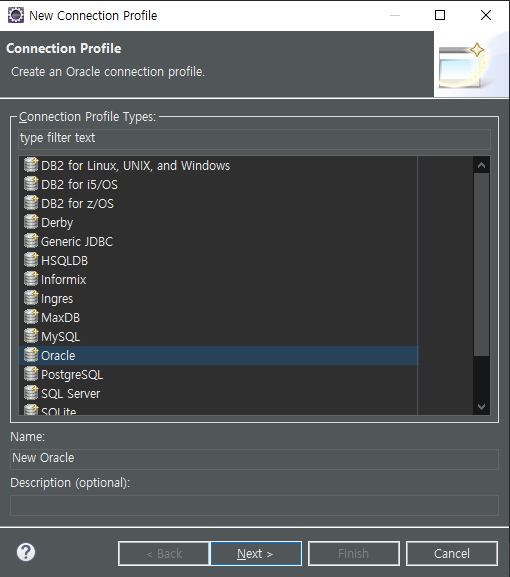 New Connection Profile
Connection Profile
Create an Oracle connection profile.
Connection Profile Types:
type filter text
DB2 for Linux, UNIX, and Windows
DB2 for i5/OS
DB2 for z/OS
Derby
Generic JDBC
HSQLDB
Informix
Ingres
MaxDB
MySQL
Oracle
PostgreSQL
SQL Server
SQLite
Name:
New Oracle
Description (optional):
< Back
Next >
Finish
Cancel